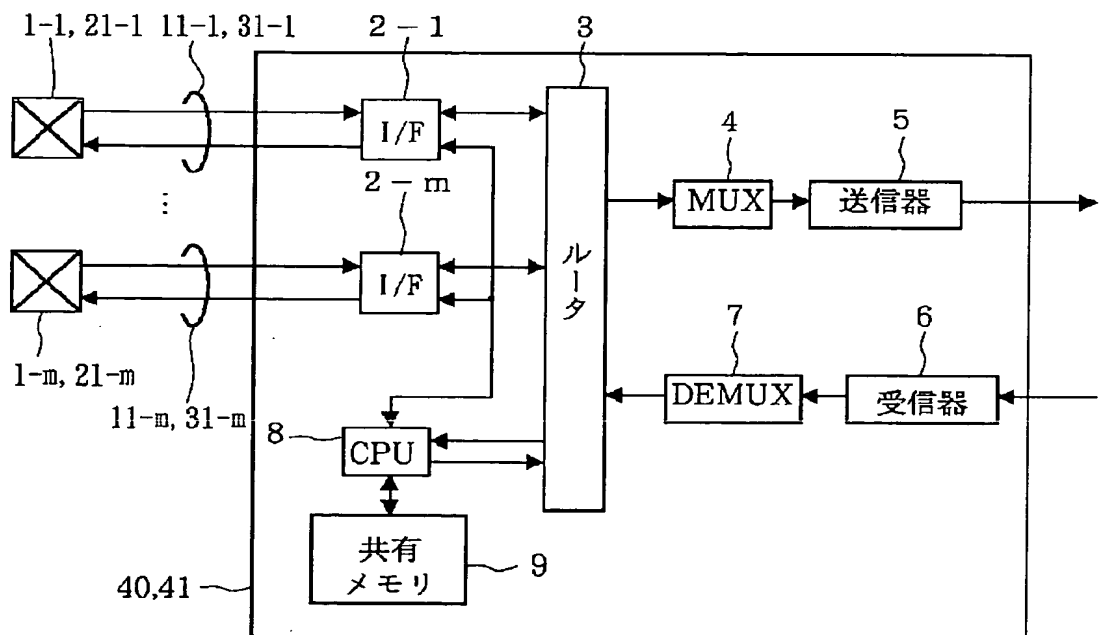 1-1, 21-1 11-1, 31-1 2-1 3
I/F
4 5
MUX 送信器
⋮
2-m
I/F
ルータ
1-m, 21-m
11-m, 31-m
7 6
DEMUX 受信器
8 CPU
共有
メモリ
9
40,41